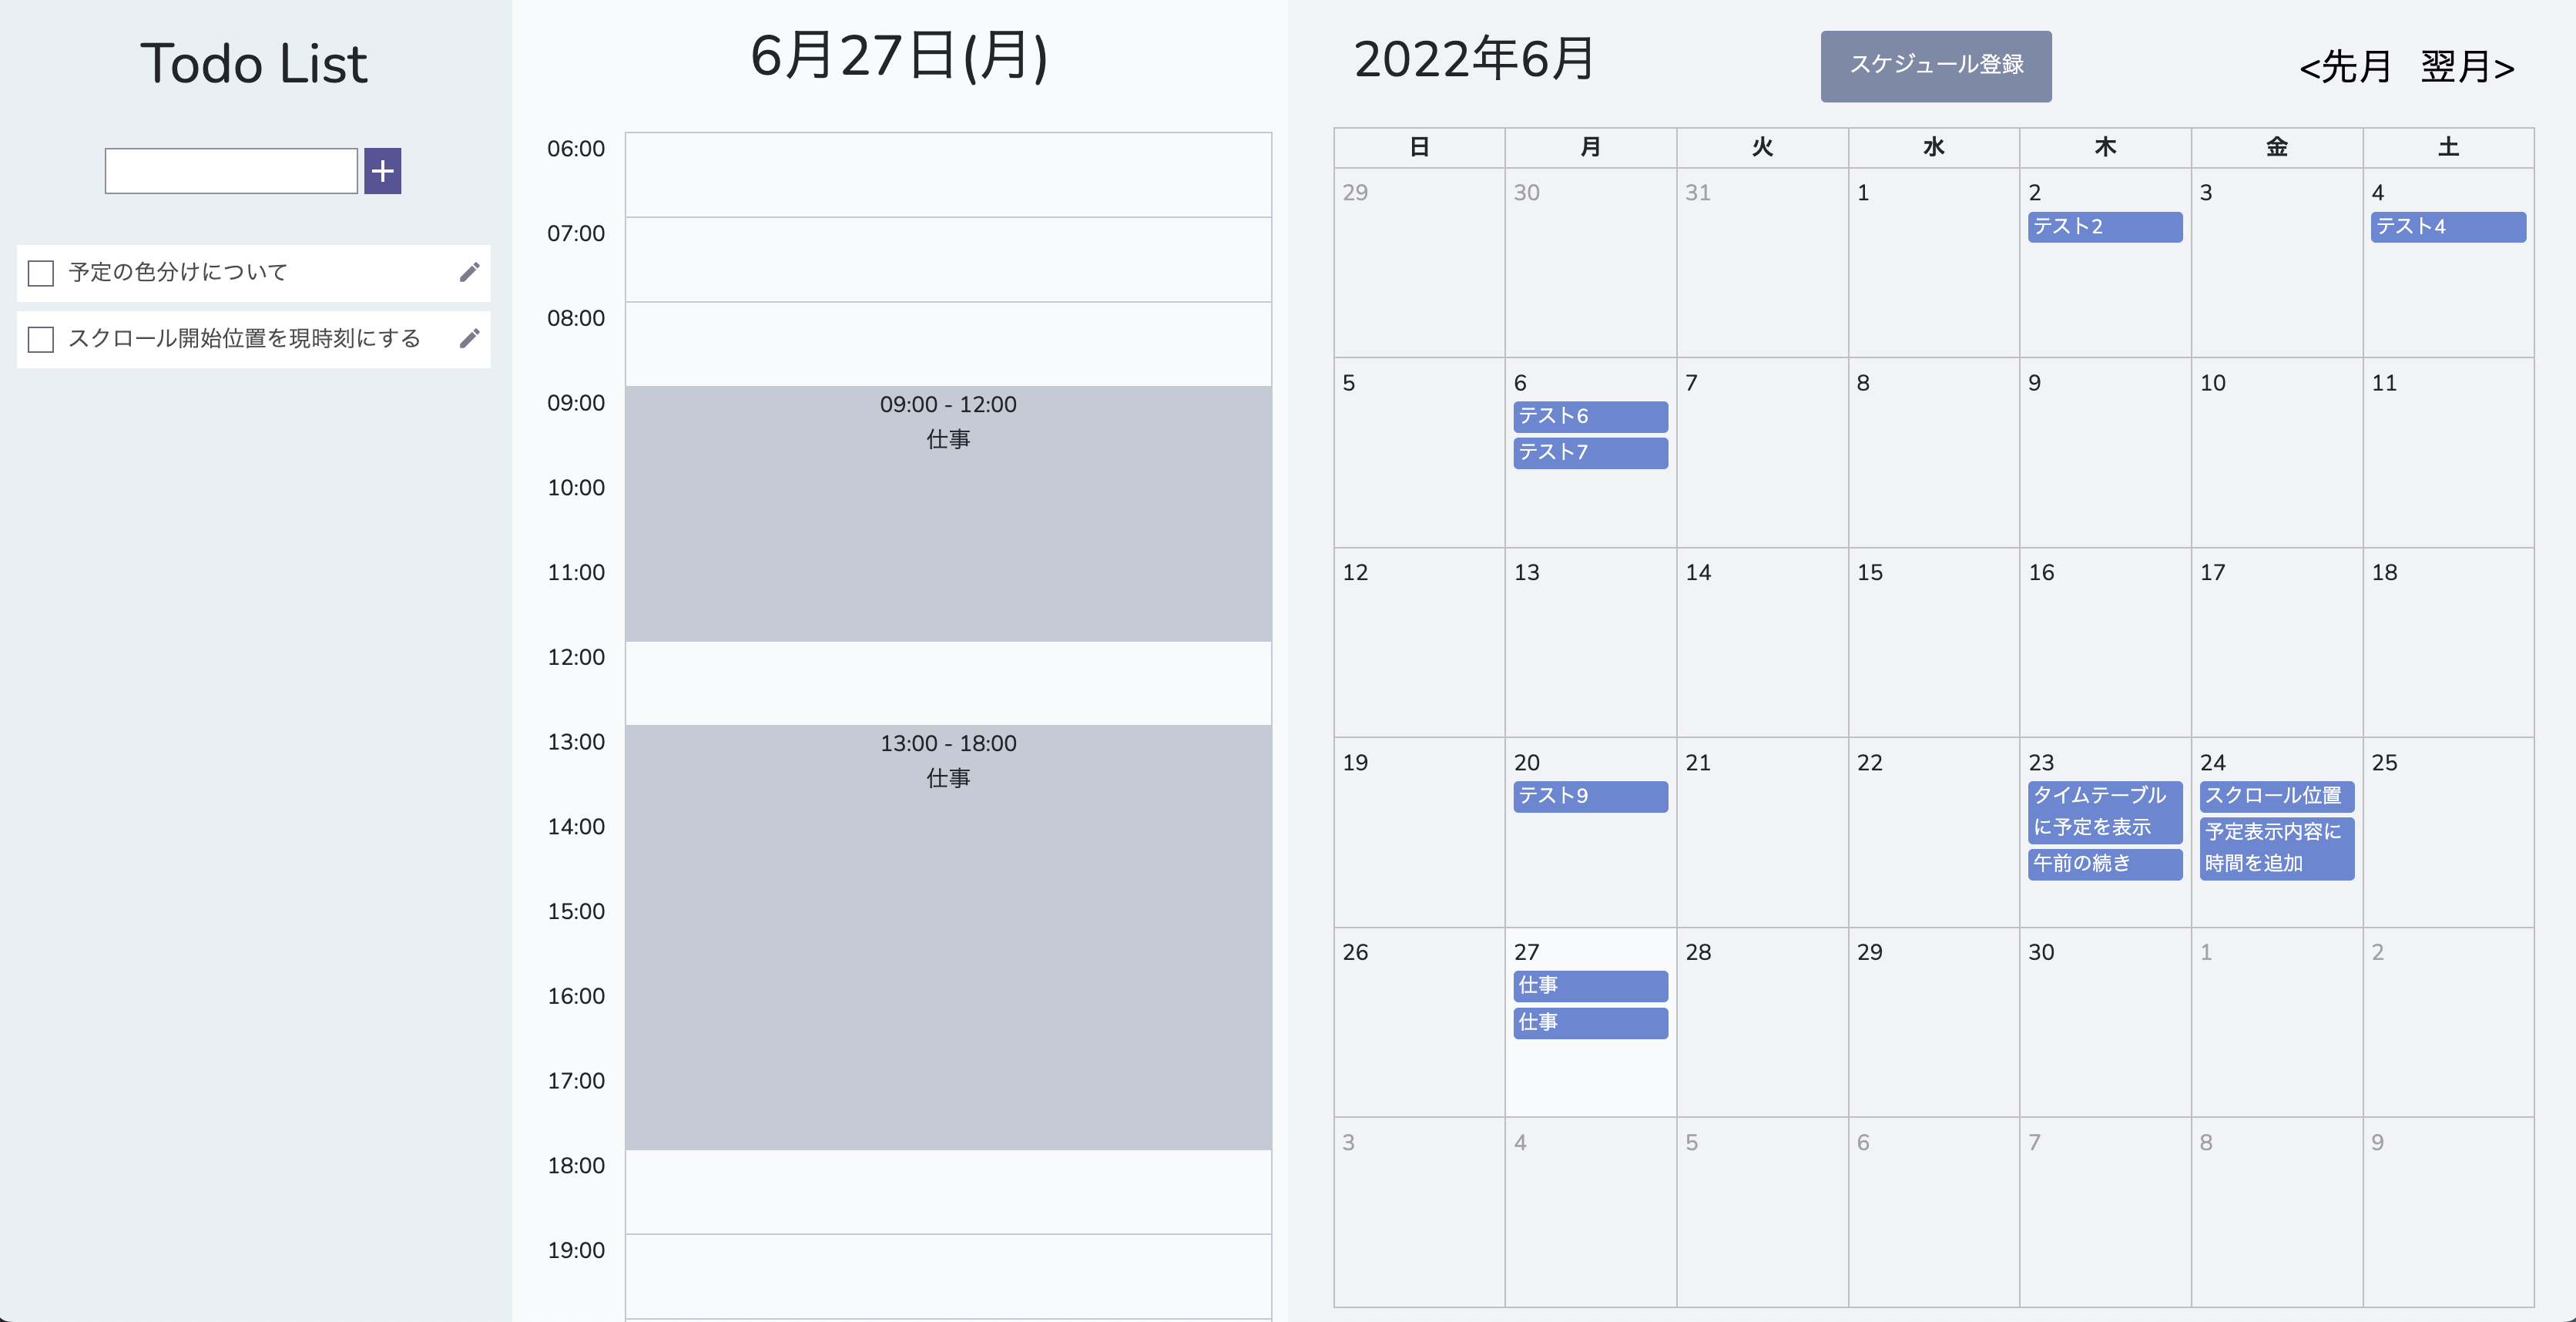 Todo List
+
予定の色分けについて
スクロール開始位置を現時刻にする
6月27日(月)
06:00
07:00
08:00
09:00
09:00 - 12:00
仕事
10:00
11:00
12:00
13:00
13:00 - 18:00
仕事
14:00
15:00
16:00
17:00
18:00
19:00
2022年6月
スケジュール登録
<先月 翌月>
日 月 火 水 木 金 土
29 30 31 1 2 3 4
テスト2 テスト4
5 6 7 8 9 10 11
テスト6
テスト7
12 13 14 15 16 17 18
19 20 21 22 23 24 25
テスト9
タイムテーブル
に予定を表示
午前の続き
スクロール位置
予定表示内容に
時間を追加
26 27 28 29 30 1 2
仕事
仕事
3 4 5 6 7 8 9